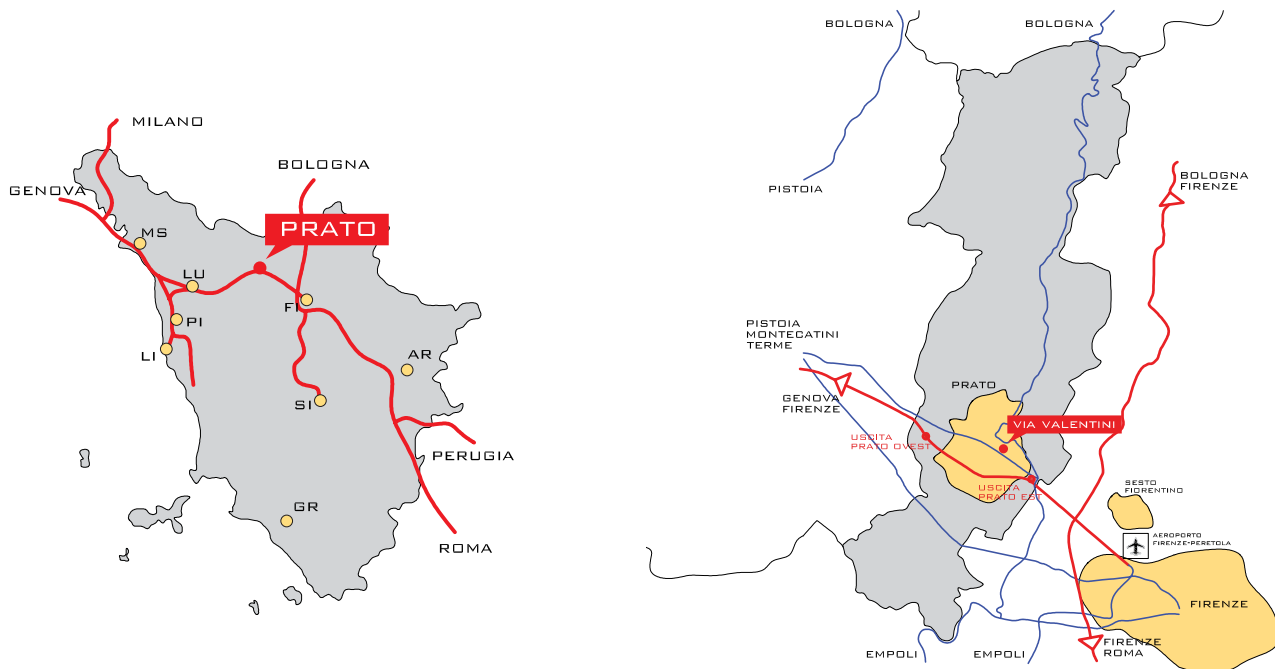 MILANO
BOLOGNA
GENOVA
PRATO
MS
LU
FI
PI
LI
AR
SI
PERUGIA
GR
ROMA
BOLOGNA
BOLOGNA
PISTOIA
BOLOGNA
FIRENZE
PISTOIA
MONTECATINI
TERME
GENOVA
FIRENZE
PRATO
VIA VALENTINI
USCITA
PRATO OVEST
USCITA
PRATO EST
SESTO
FIORENTINO
AEROPORTO
FIRENZE-PERETOLA
FIRENZE
FIRENZE
ROMA
EMPOLI
EMPOLI